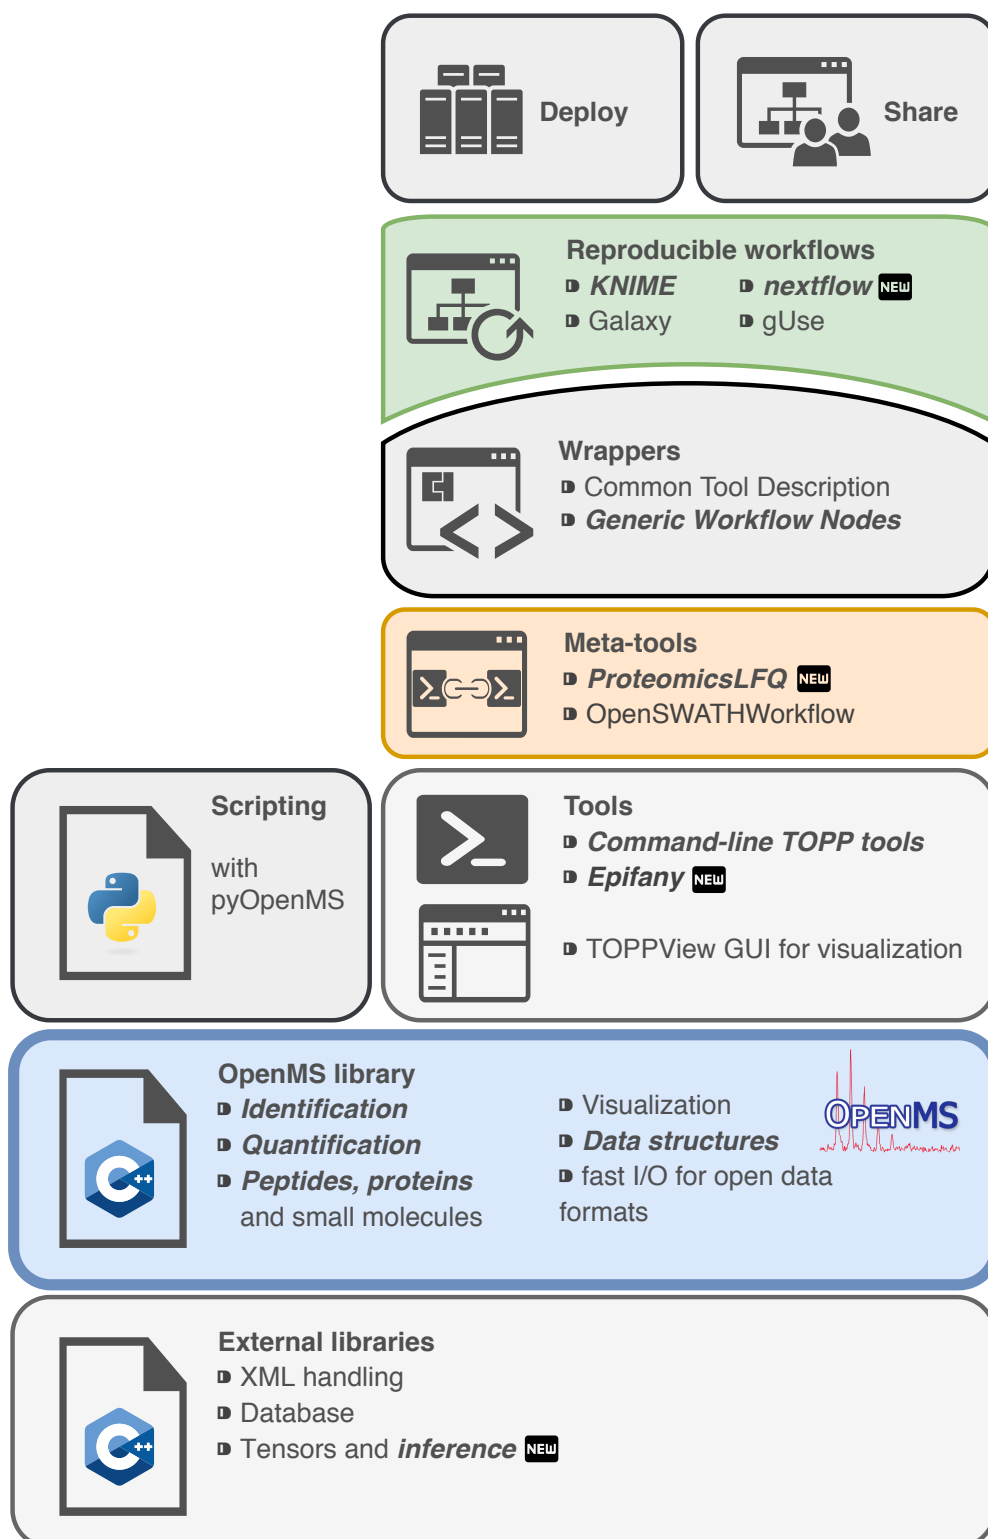 Deploy
Share
Reproducible workflows
KNIME
nextflow NEW
Galaxy
gUse
Wrappers
Common Tool Description
Generic Workflow Nodes
Meta-tools
ProteomicsLFQ NEW
OpenSWATHWorkflow
Scripting
with
pyOpenMS
Tools
Command-line TOPP tools
Epifany NEW
TOPPView GUI for visualization
OpenMS library
Identification
Quantification
Peptides, proteins
and small molecules
Visualization
Data structures
fast I/O for open data
formats
OPENMS
C++
External libraries
XML handling
Database
Tensors and inference NEW
C++